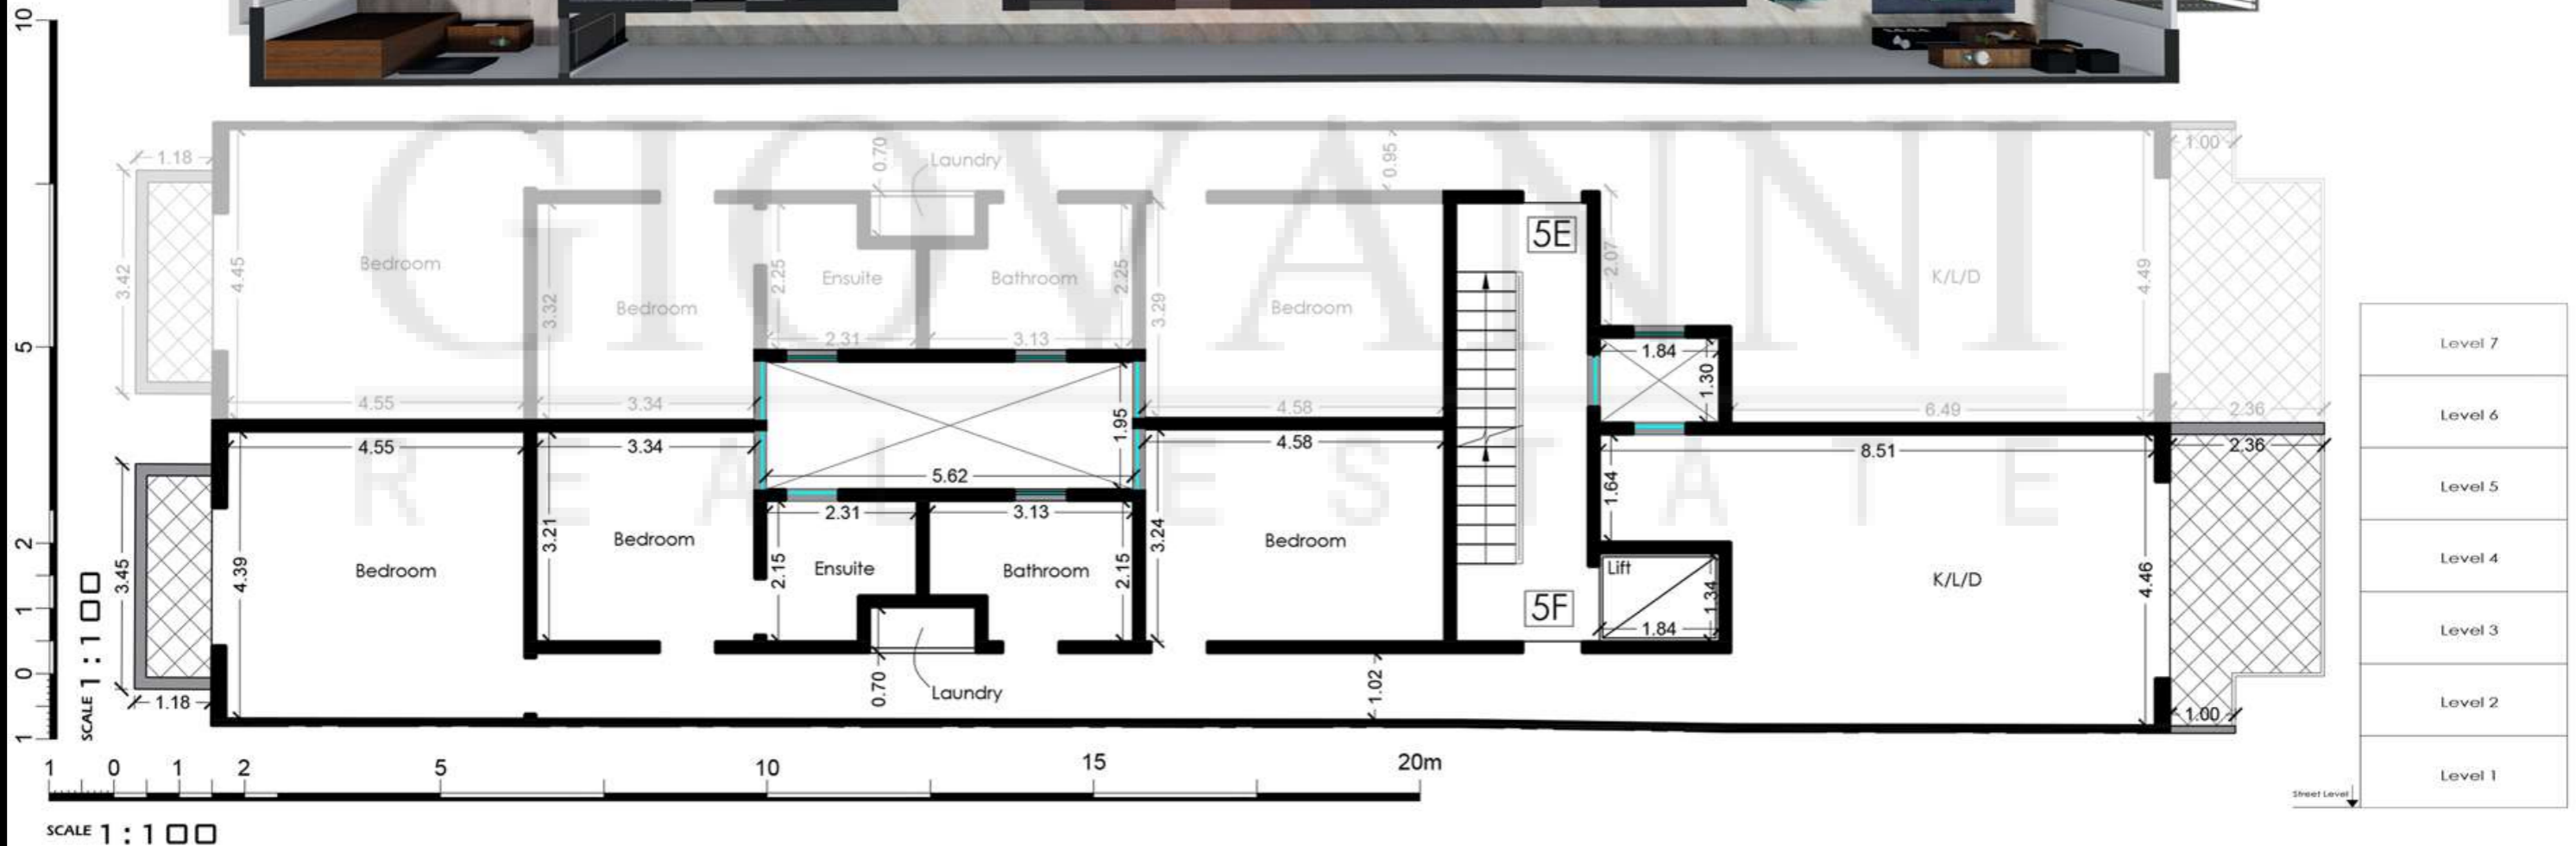 10
5
2
1
0
1
SCALE 1:100
GIOVANNI
REAL ESTATE
1.18
0.70
Laundry
0.95
1.00
5E
3.42
4.45
Bedroom
3.32
Bedroom
2.25
Ensuite
Bathroom
2.25
3.29
Bedroom
2.07
K/L/D
4.49
2.31
3.13
1.84
1.30
4.55
3.34
1.95
4.58
6.49
2.36
4.55
3.34
5.62
4.58
8.51
2.36
3.45
4.39
Bedroom
3.21
Bedroom
2.31
3.13
2.15
Ensuite
Bathroom
2.15
3.24
Bedroom
1.64
Lift
1.34
1.84
5F
K/L/D
4.46
1.18
0.70
Laundry
1.02
1.00
Level 7
Level 6
Level 5
Level 4
Level 3
Level 2
Level 1
Street Level
1 0 1 2 5 10 15 20m
SCALE 1:100